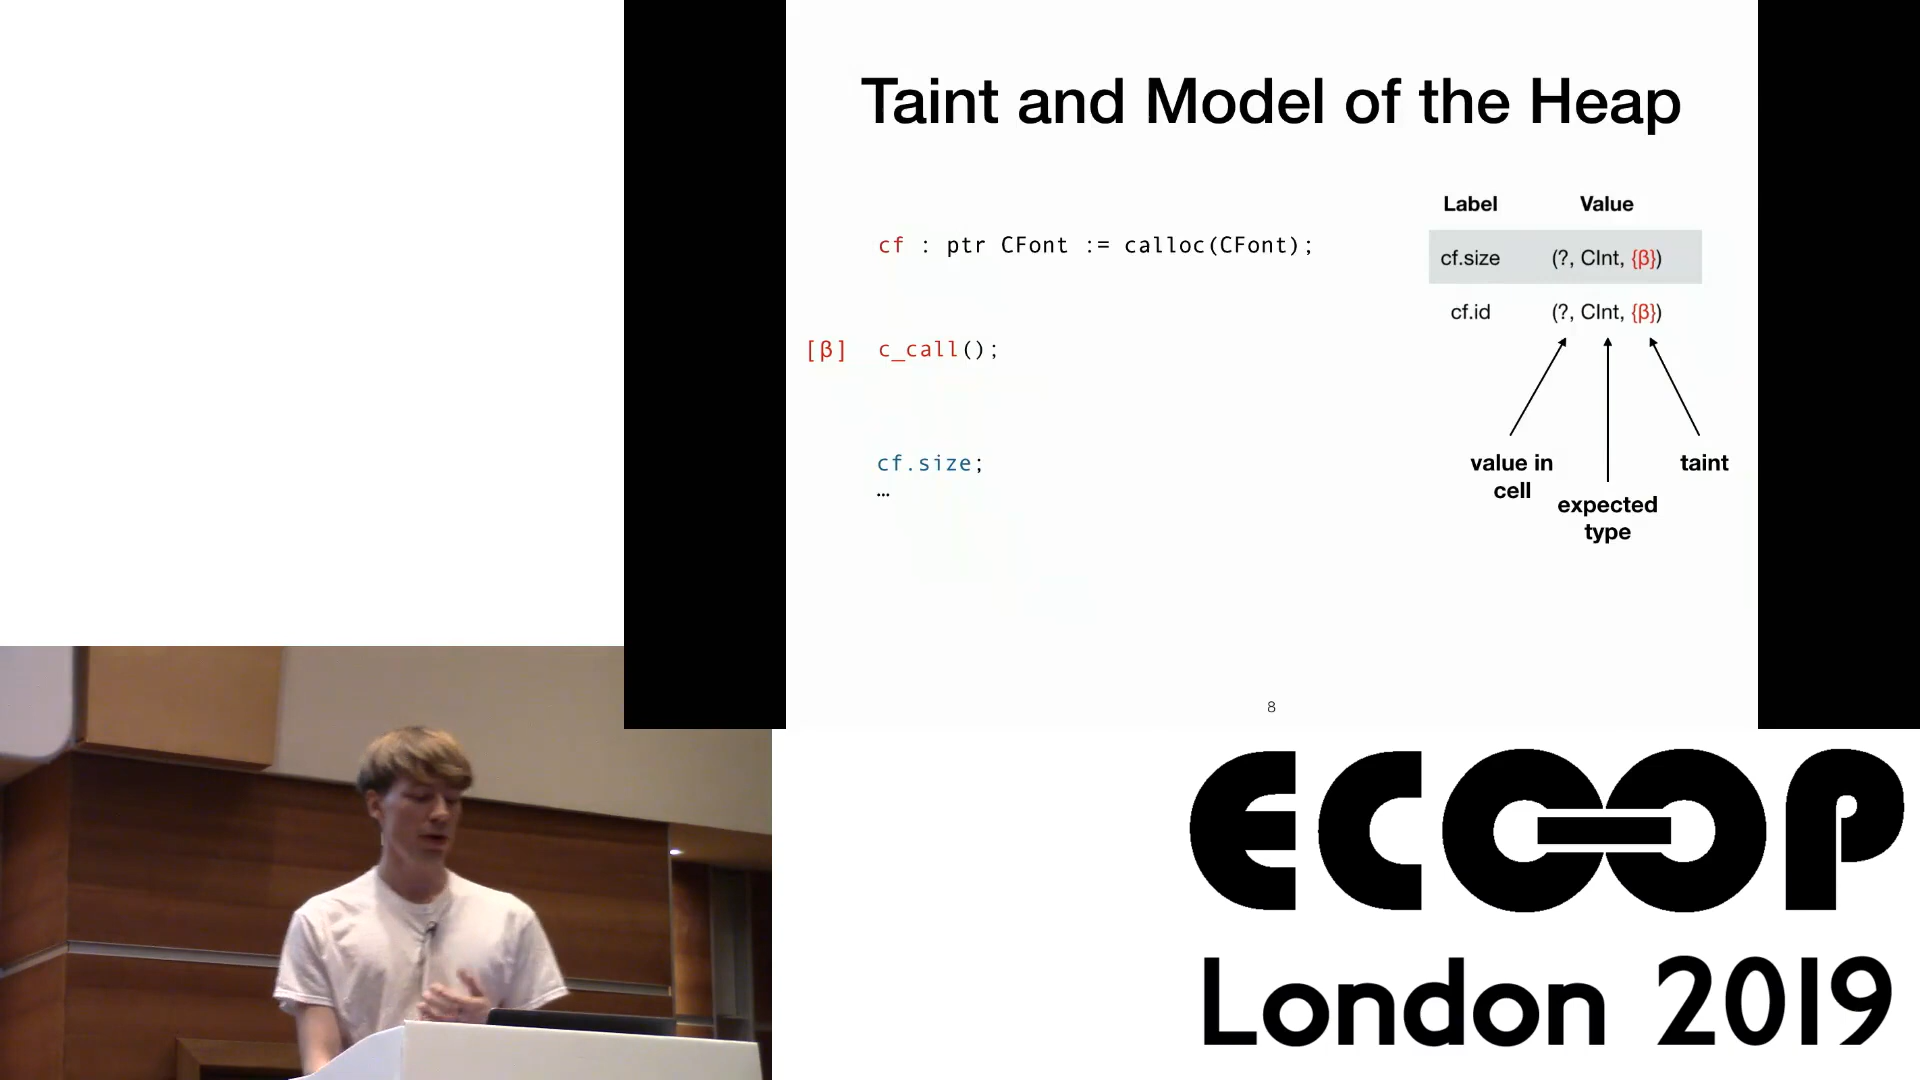 Taint and Model of the Heap
Label Value
cf : ptr CFont := calloc(CFont);
cf.size (?, CInt, {β})
cf.id (?, CInt, {β})
[β] c_call();
cf.size;
…
value in
cell
expected
type
taint
8
ECOOP
London 2019